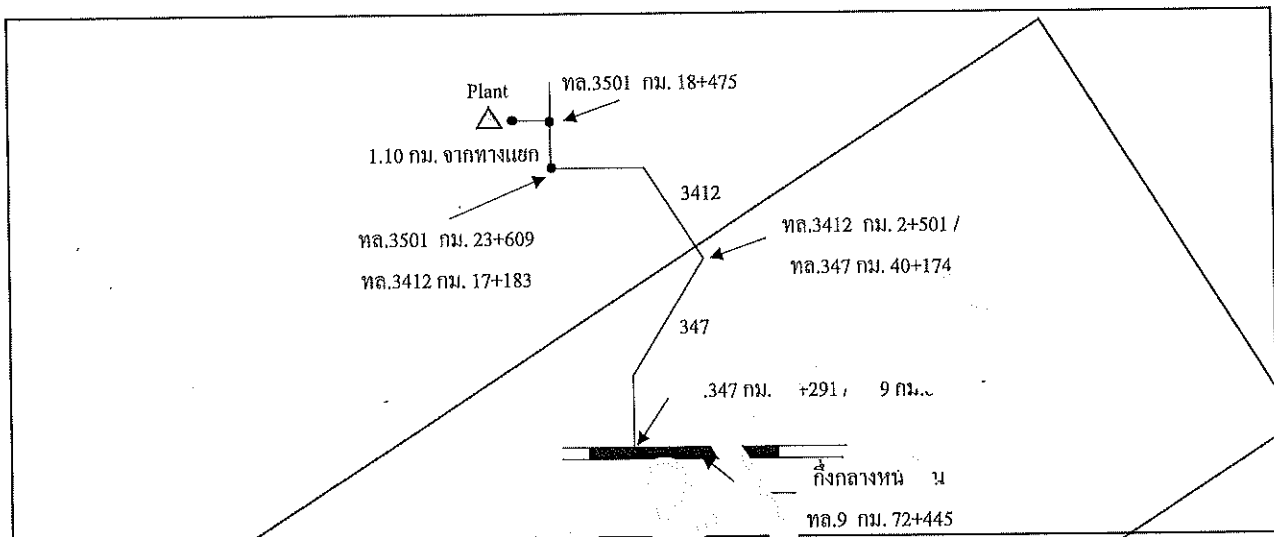 Plant
ทล.3501 กม. 18+475
1.10 กม. จากทางแยก
3412
ทล.3501 กม. 23+609
ทล.3412 กม. 17+183
ทล.3412 กม. 2+501 /
ทล.347 กม. 40+174
347
.347 กม. +291 / 9 กม.
กึ่งกลางหน
ทล.9 กม. 72+445